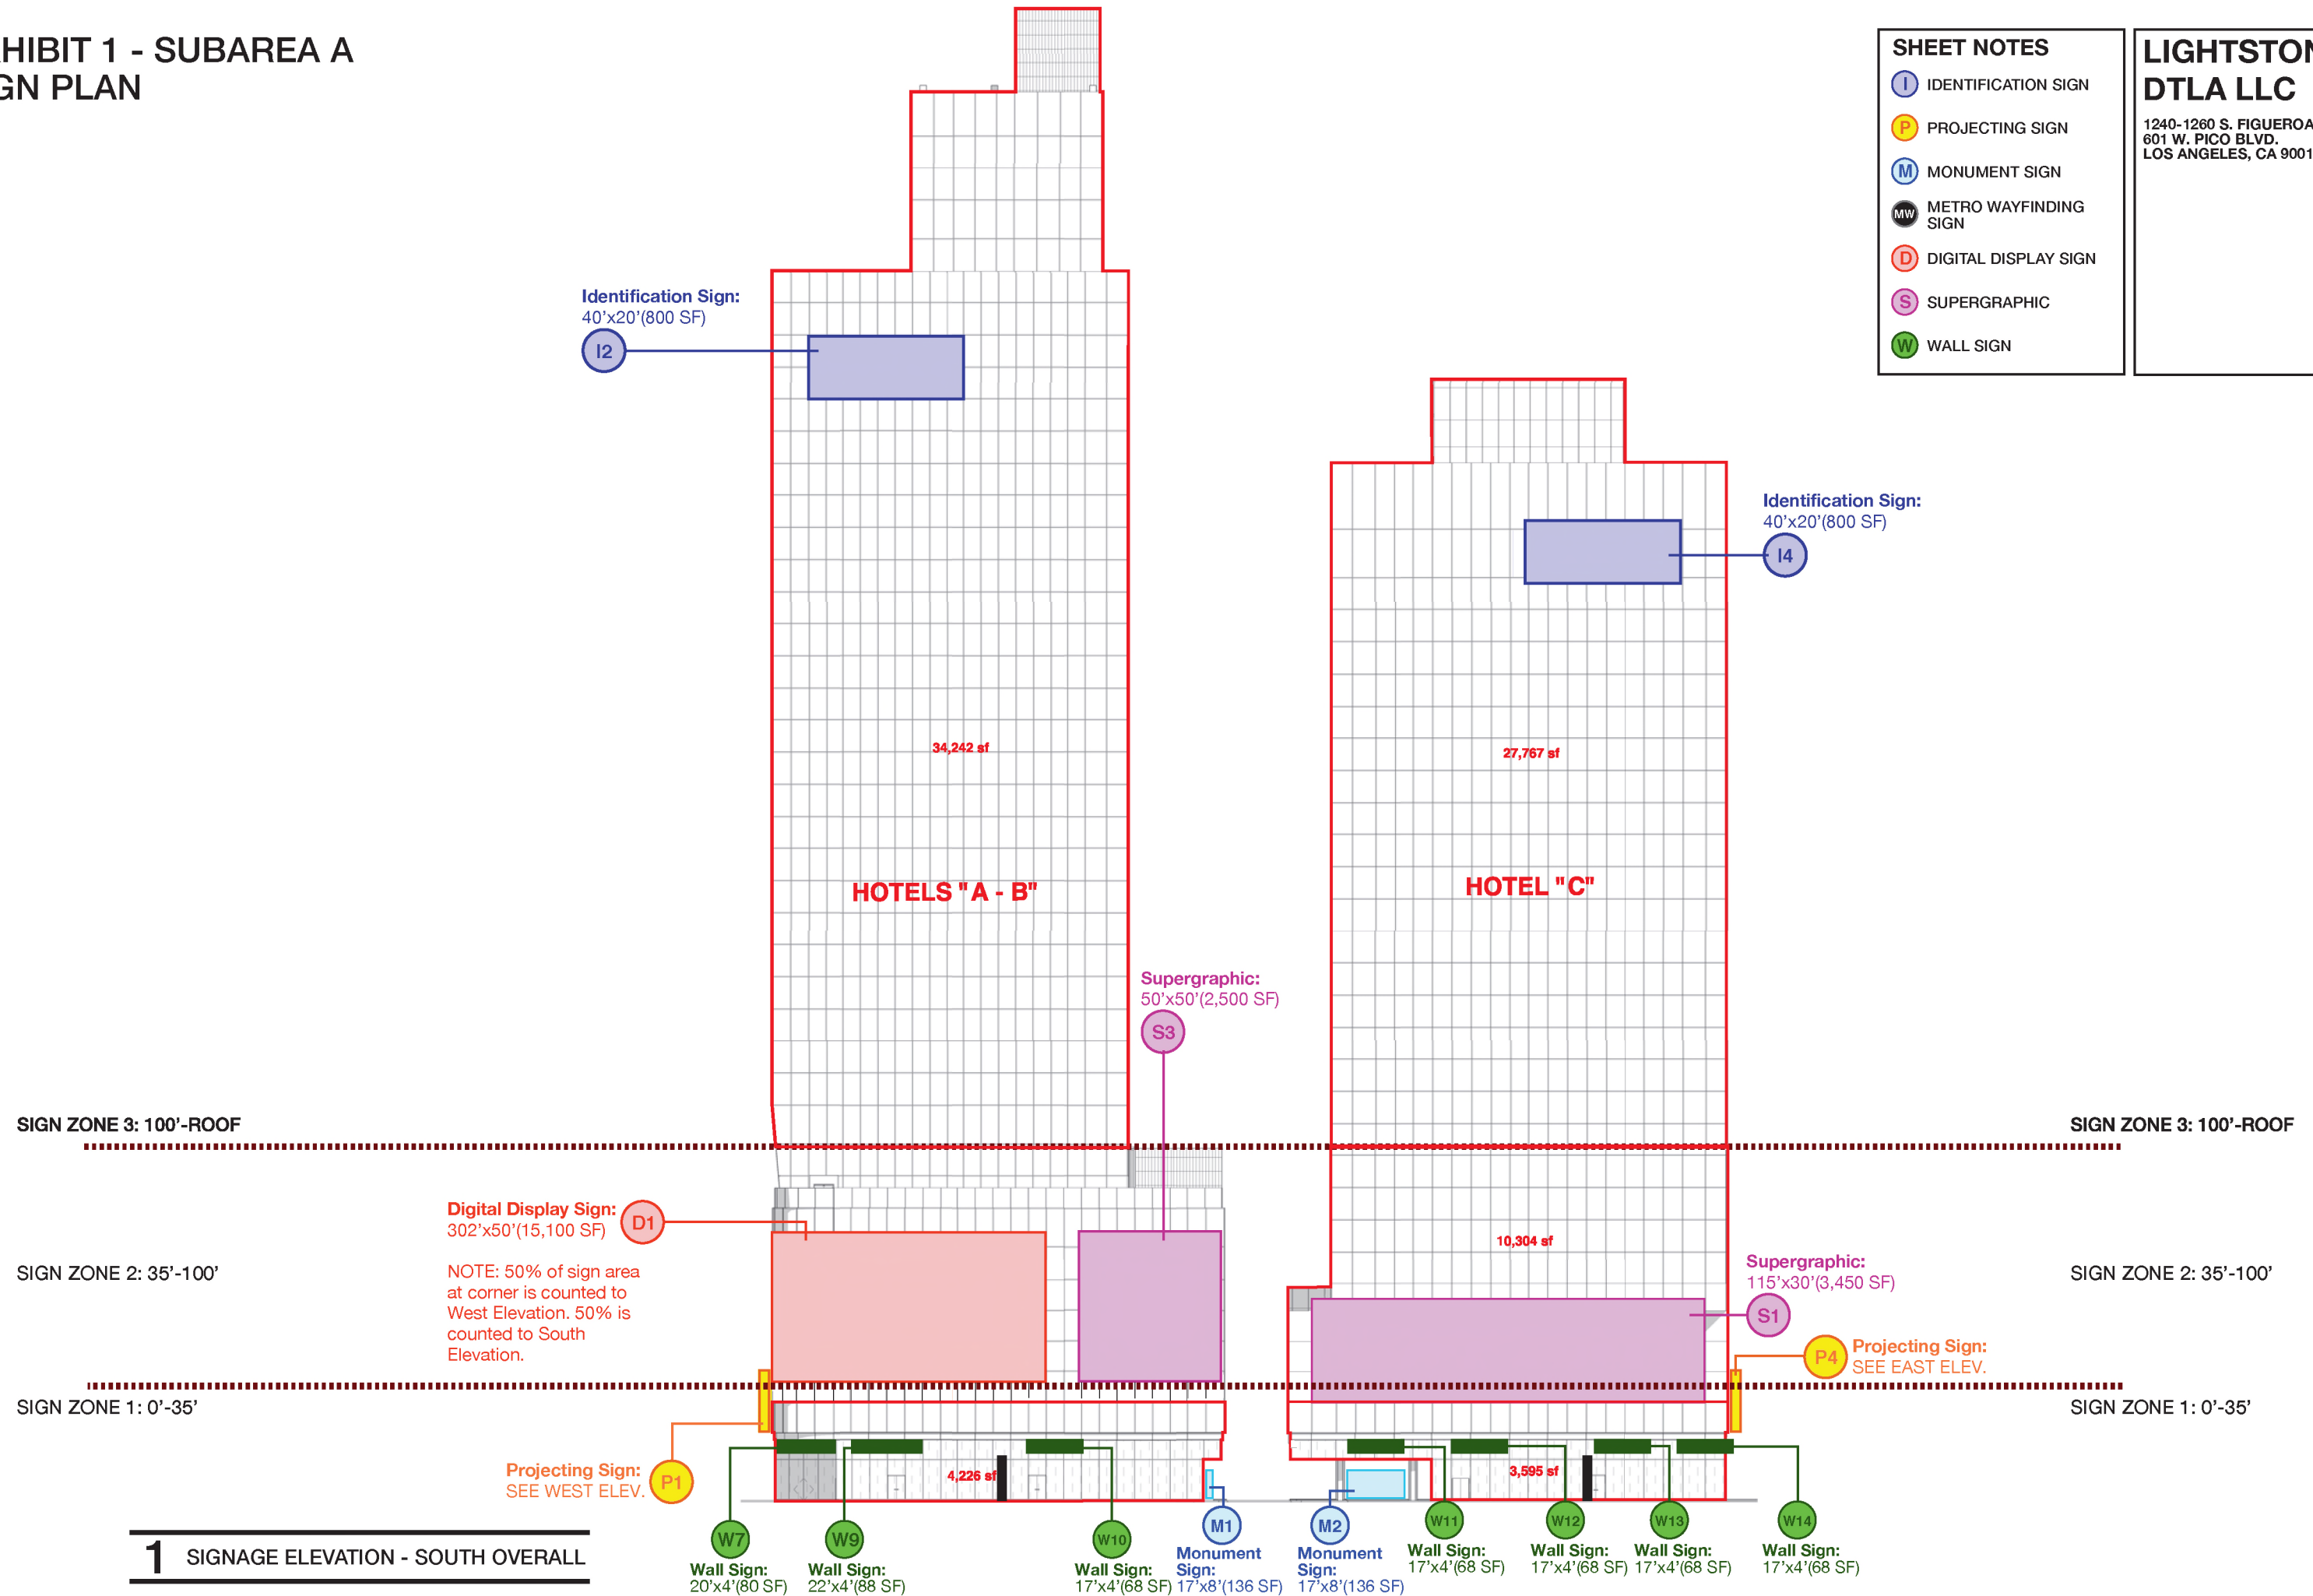 HIBIT 1 - SUBAREA A
GN PLAN
SHEET NOTES
I IDENTIFICATION SIGN
P PROJECTING SIGN
M MONUMENT SIGN
MW METRO WAYFINDING
SIGN
D DIGITAL DISPLAY SIGN
S SUPERGRAPHIC
W WALL SIGN
LIGHTSTON
DTLA LLC
1240-1260 S. FIGUEROA
601 W. PICO BLVD.
LOS ANGELES, CA 9001
Identification Sign:
40'x20'(800 SF)
I2
Identification Sign:
40'x20'(800 SF)
I4
34,242 sf
27,767 sf
HOTELS "A - B"
HOTEL "C"
Supergraphic:
50'x50'(2,500 SF)
S3
SIGN ZONE 3: 100'-ROOF
SIGN ZONE 3: 100'-ROOF
Digital Display Sign:
302'x50'(15,100 SF)
D1
NOTE: 50% of sign area
at corner is counted to
West Elevation. 50% is
counted to South
Elevation.
10,304 sf
SIGN ZONE 2: 35'-100'
SIGN ZONE 2: 35'-100'
Supergraphic:
115'x30'(3,450 SF)
S1
P4
Projecting Sign:
SEE EAST ELEV.
SIGN ZONE 1: 0'-35'
SIGN ZONE 1: 0'-35'
Projecting Sign:
SEE WEST ELEV.
P1
4,226 sf
3,595 sf
W7
Wall Sign:
20'x4'(80 SF)
W9
Wall Sign:
22'x4'(88 SF)
W10
Wall Sign:
17'x4'(68 SF)
M1
Monument
Sign:
17'x8'(136 SF)
M2
Monument
Sign:
17'x8'(136 SF)
W11
Wall Sign:
17'x4'(68 SF)
W12
Wall Sign:
17'x4'(68 SF)
W13
Wall Sign:
17'x4'(68 SF)
W14
Wall Sign:
17'x4'(68 SF)
1 SIGNAGE ELEVATION - SOUTH OVERALL